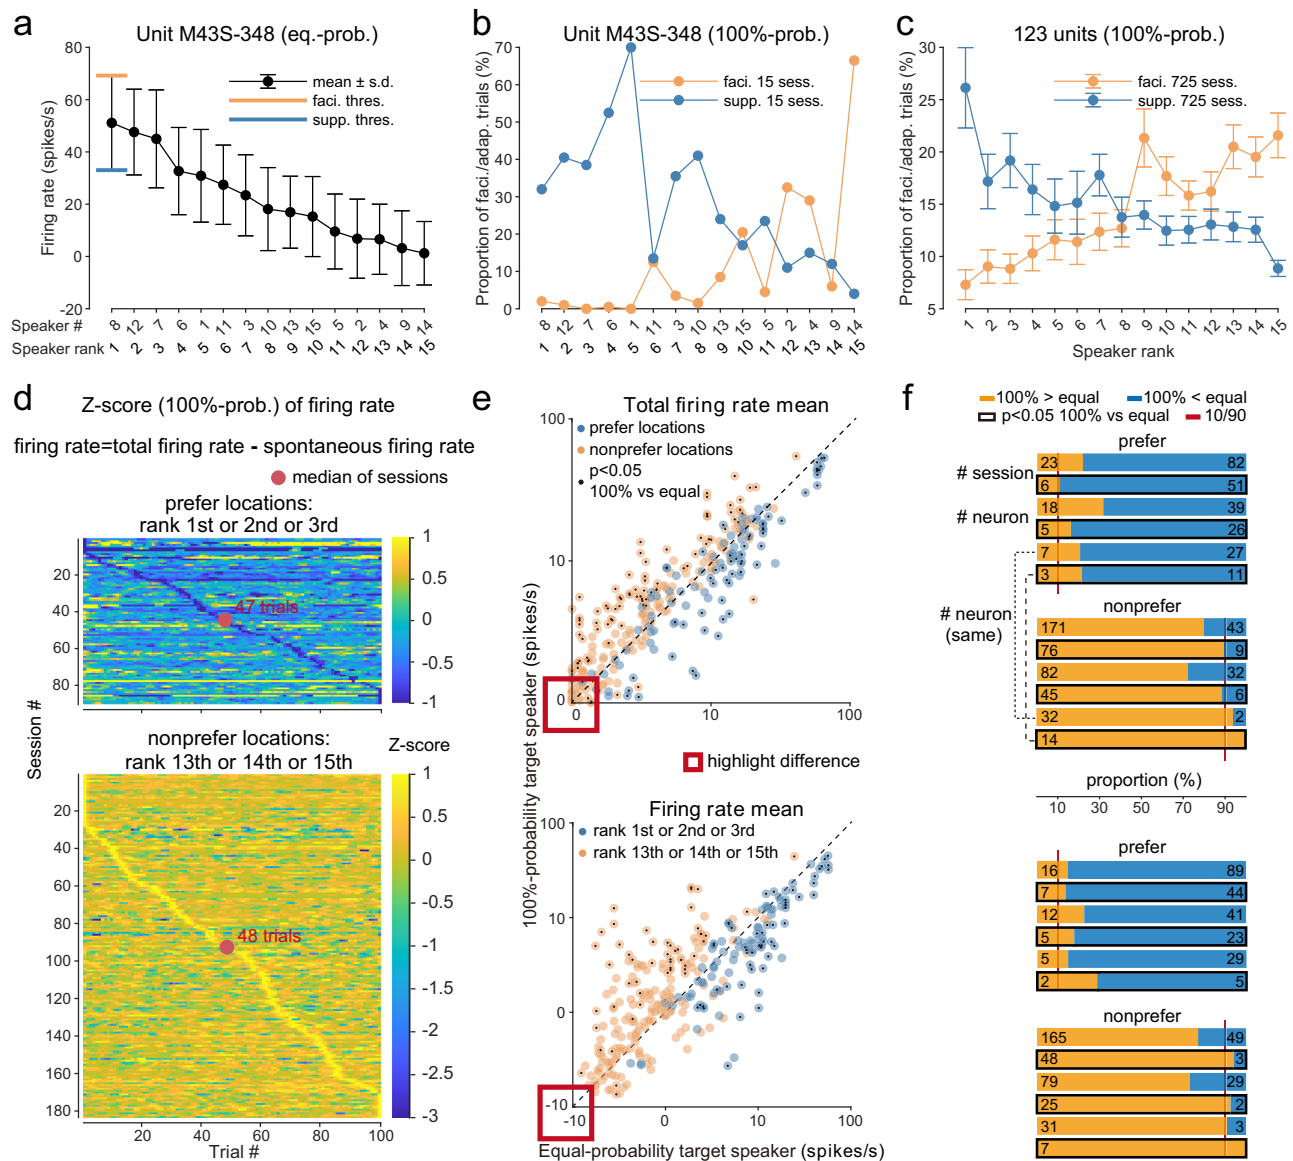 a
Unit M43S-348 (eq.-prob.)
Firing rate (spikes/s)
80
60
40
20
0
-20
mean ± s.d.
faci. thres.
supp. thres.
Speaker #
8 12 7 6 1 11 3 10 13 15 5 2 4 9 14
Speaker rank
1 2 3 4 5 6 7 8 9 10 11 12 13 14 15
b
Unit M43S-348 (100%-prob.)
Proportion of faci./adap. trials (%)
70
60
50
40
30
20
10
0
faci. 15 sess.
supp. 15 sess.
8 12 7 6 1 11 3 10 13 15 5 2 4 9 14
1 2 3 4 5 6 7 8 9 10 11 12 13 14 15
c
123 units (100%-prob.)
Proportion of faci./adap. trials (%)
30
25
20
15
10
5
faci. 725 sess.
supp. 725 sess.
1 2 3 4 5 6 7 8 9 10 11 12 13 14 15
Speaker rank
d
Z-score (100%-prob.) of firing rate
firing rate=total firing rate - spontaneous firing rate
median of sessions
prefer locations:
rank 1st or 2nd or 3rd
20
40
60
80
47 trials
1
0.5
0
-0.5
-1
Session #
nonprefer locations:
rank 13th or 14th or 15th
Z-score
20
40
60
80
100
120
140
160
180
48 trials
1
0.5
0
-0.5
-1
-1.5
-2
-2.5
-3
20 40 60 80 100
Trial #
e
Total firing rate mean
100
10
0
prefer locations
nonprefer locations
p<0.05
100% vs equal
0 10 100
100%-probability target speaker (spikes/s)
highlight difference
Firing rate mean
100
10
0
-10
rank 1st or 2nd or 3rd
rank 13th or 14th or 15th
-10 0 10 100
Equal-probability target speaker (spikes/s)
f
100% > equal 100% < equal
p<0.05 100% vs equal 10/90
prefer
# session
23 82
6 51
# neuron
18 39
5 26
7 27
3 11
# neuron
(same)
nonprefer
171 43
76 9
82 32
45 6
32 2
14
proportion (%)
10 30 50 70 90
prefer
16 89
7 44
12 41
5 23
5 29
2 5
nonprefer
165 49
48 3
79 29
25 2
31 3
7